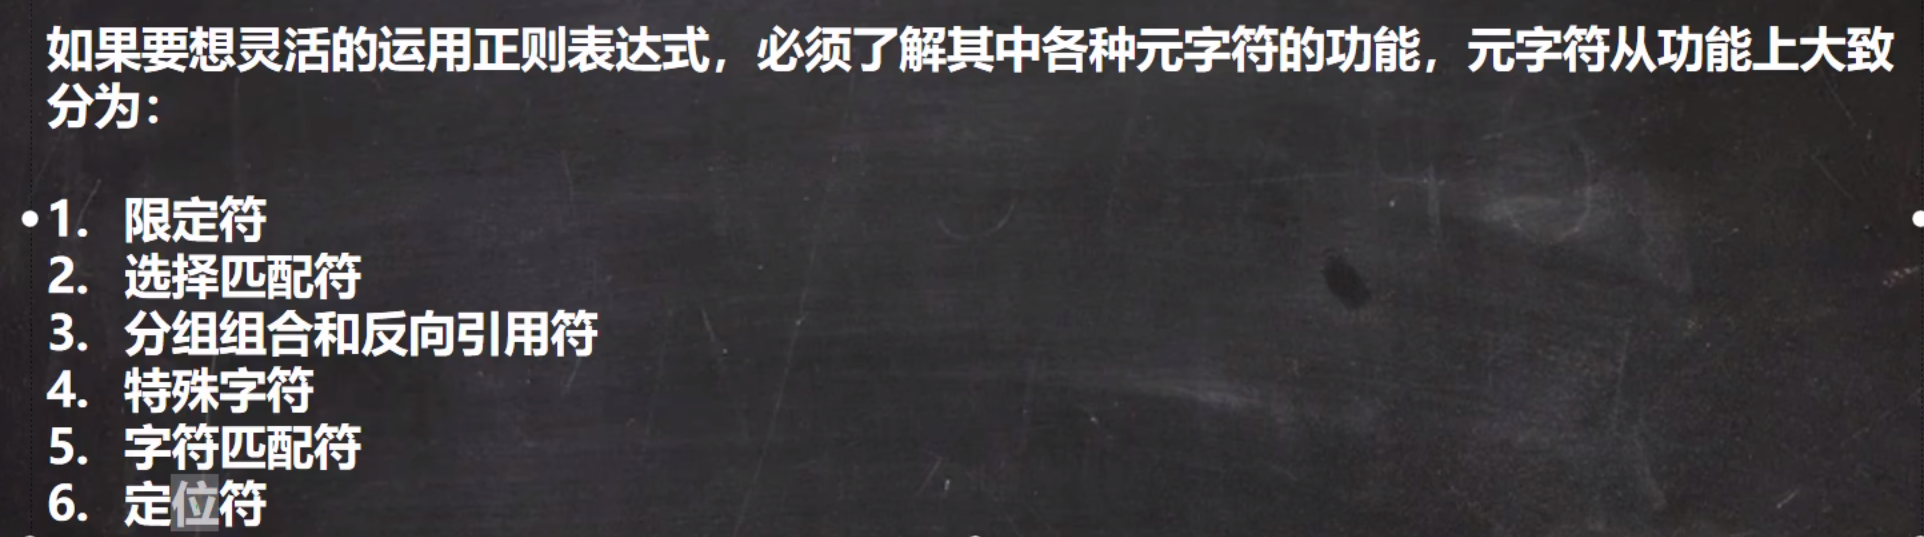 如果要想灵活的运用正则表达式，必须了解其中各种元字符的功能，元字符从功能上大致
分为：
1. 限定符
2. 选择匹配符
3. 分组组合和反向引用符
4. 特殊字符
5. 字符匹配符
6. 定位符